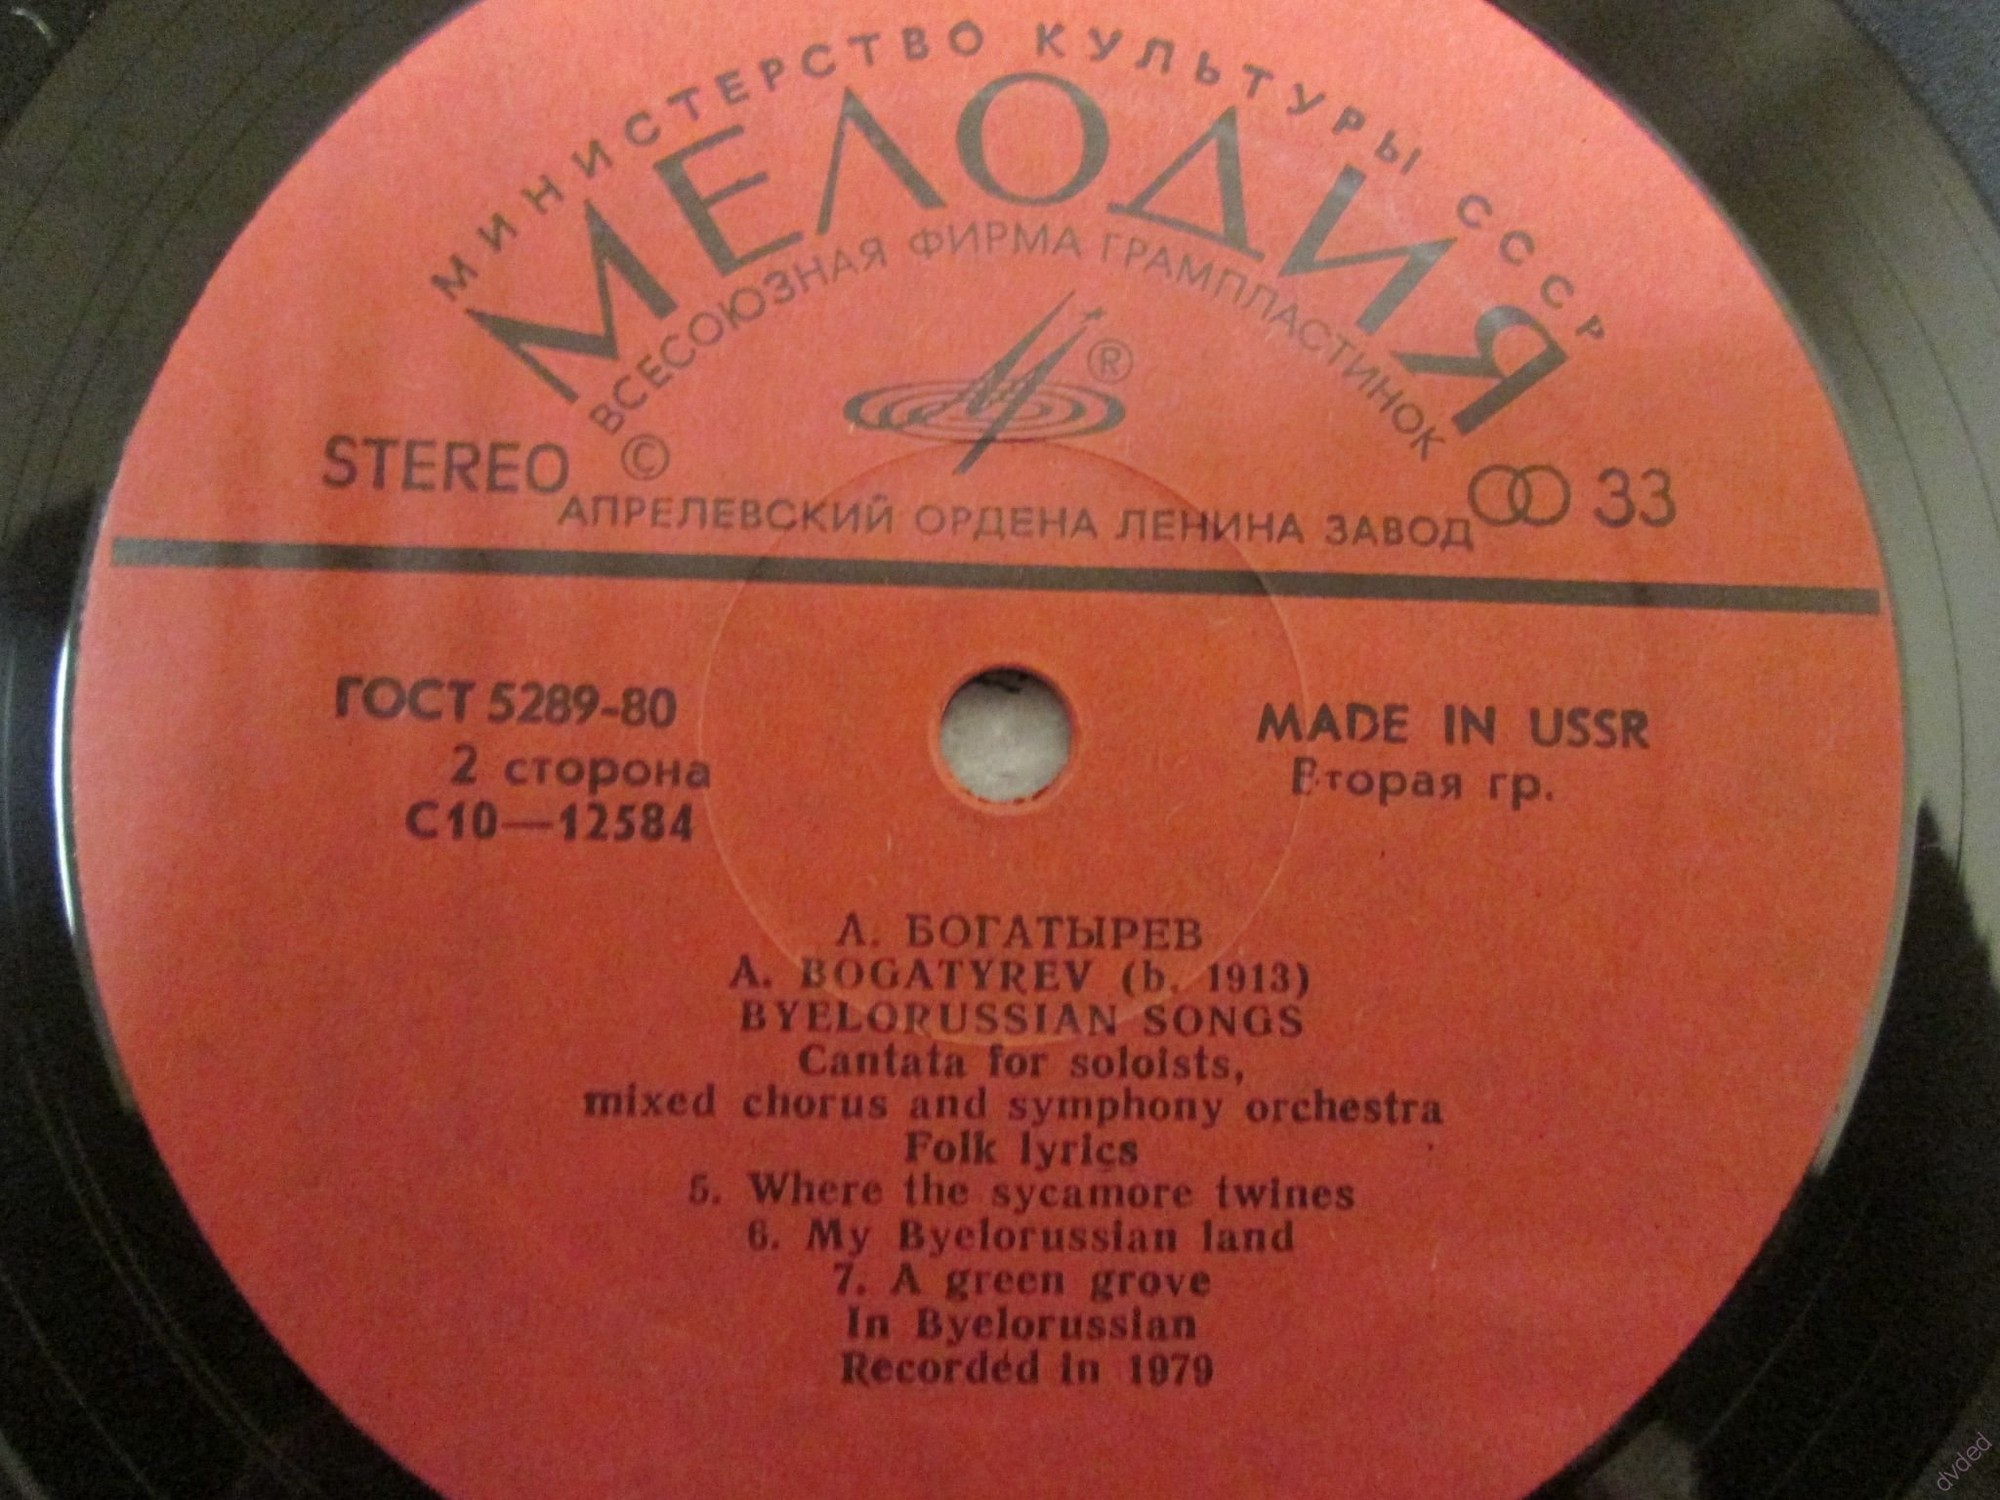 МИНИСТЕРСТВО КУЛЬТУРЫ СССР
МЕЛОДИЯ
ВСЕСОЮЗНАЯ ФИРМА ГРАМПЛАСТИНОК
®
STEREO © 33
АПРЕЛЕВСКИЙ ОРДЕНА ЛЕНИНА ЗАВОД
ГОСТ 5289-80 MADE IN USSR
2 сторона Вторая гр.
С10—12584
А. БОГАТЫРЕВ
A. BOGATYREV (b. 1913)
BYELORUSSIAN SONGS
Cantata for soloists,
mixed chorus and symphony orchestra
Folk lyrics
5. Where the sycamore twines
6. My Byelorussian land
7. A green grove
In Byelorussian
Recorded in 1979
dvded